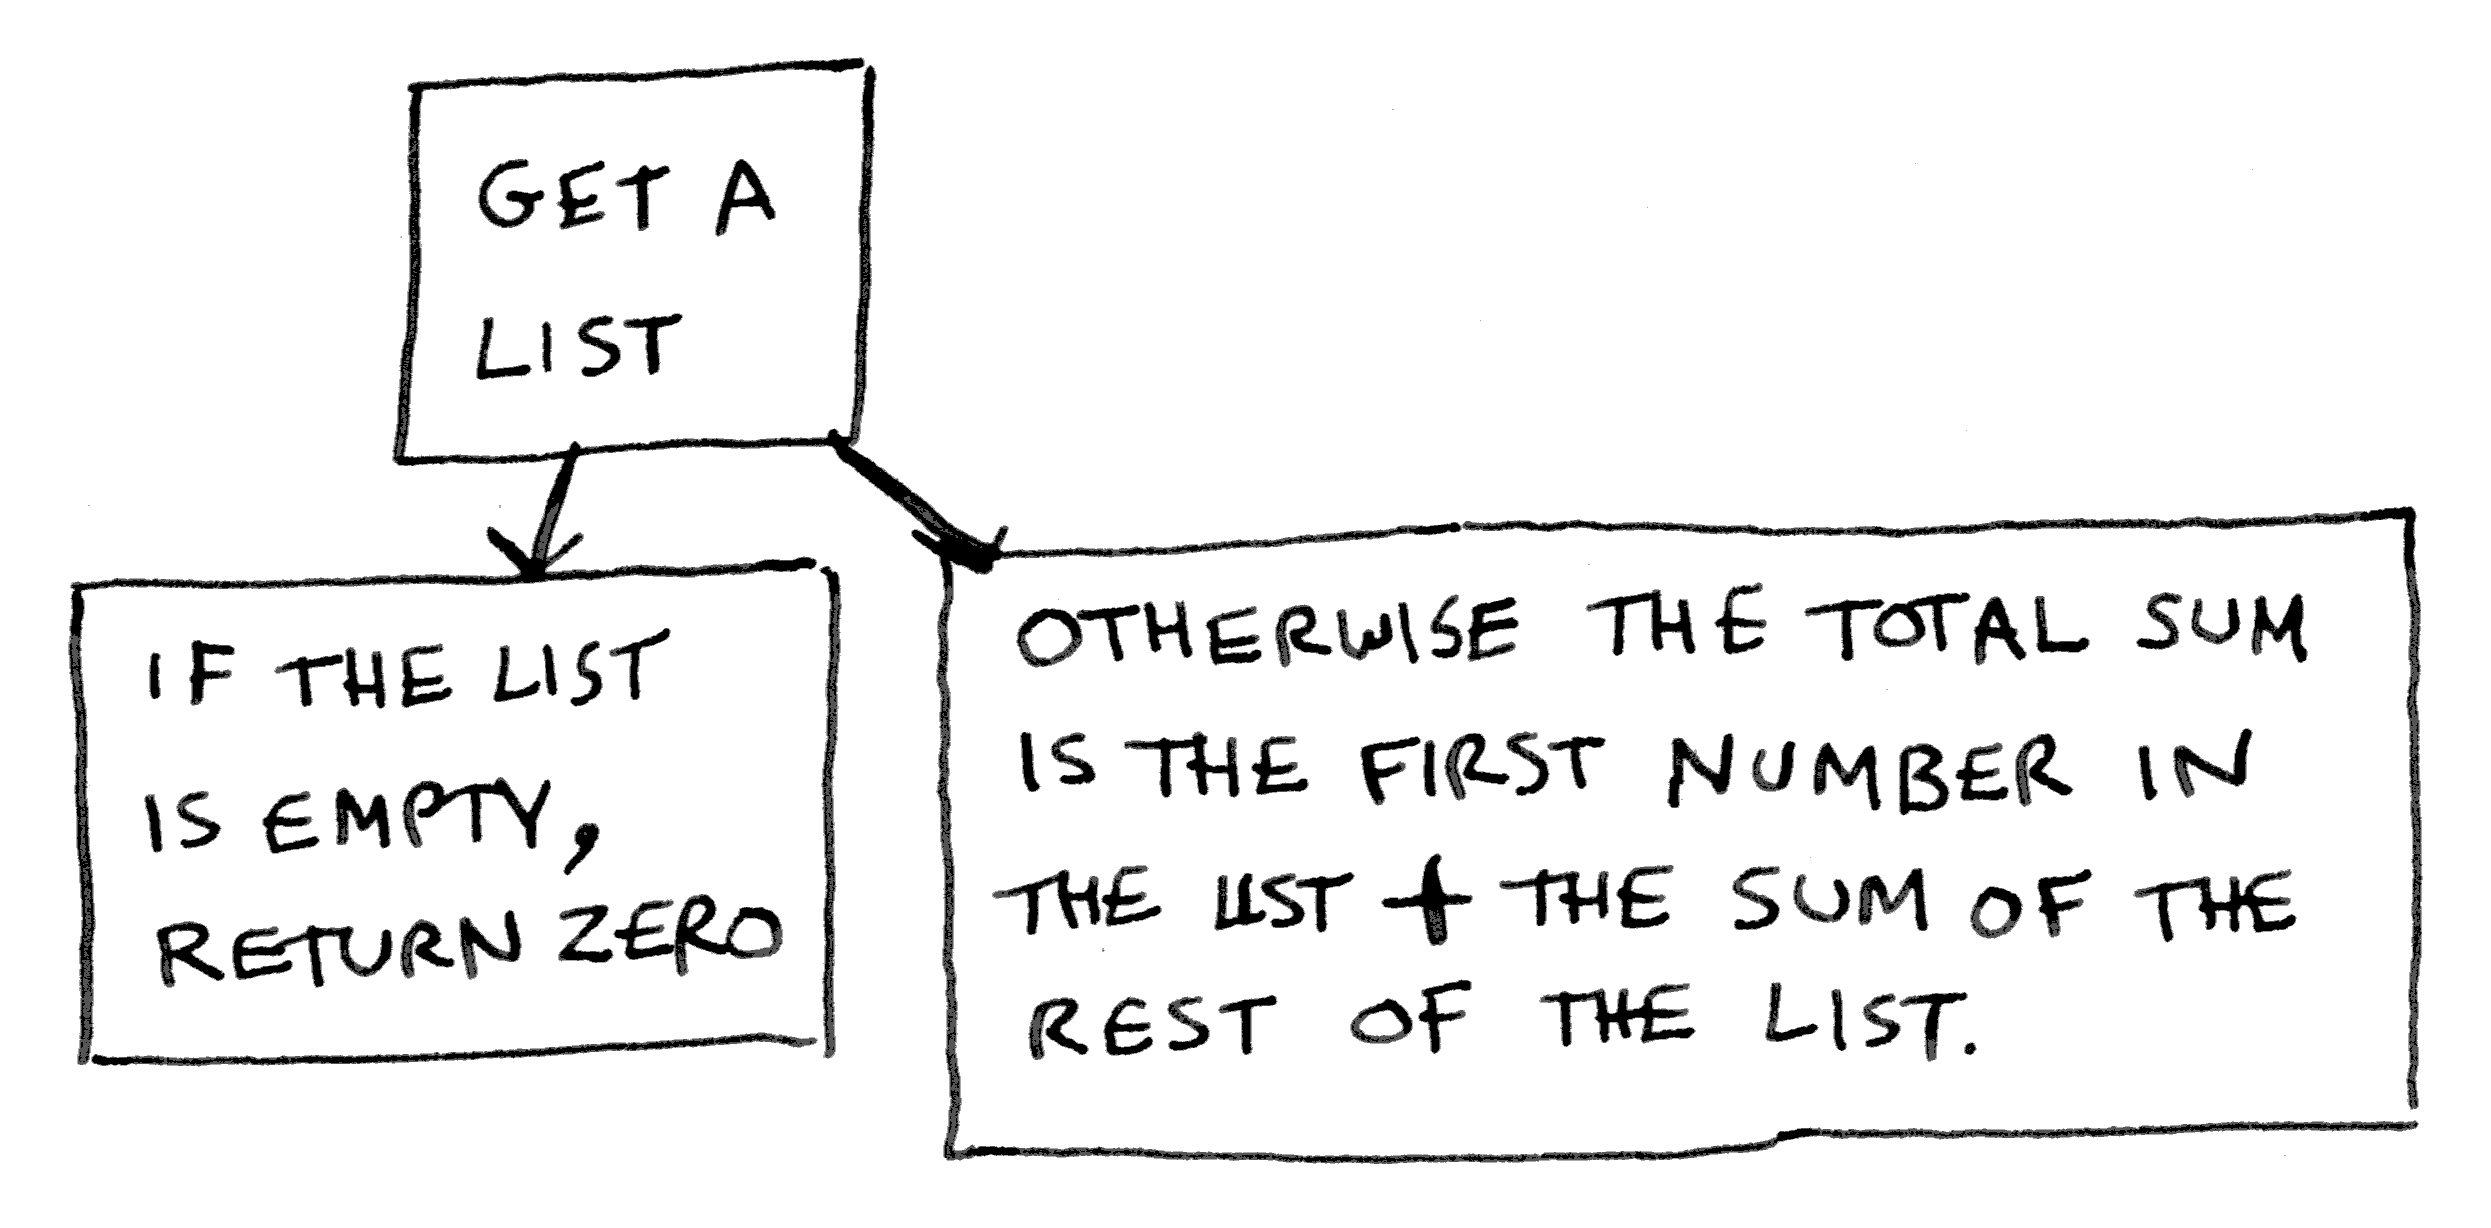 GET A
LIST
IF THE LIST
IS EMPTY,
RETURN ZERO
OTHERWISE THE TOTAL SUM
IS THE FIRST NUMBER IN
THE LIST + THE SUM OF THE
REST OF THE LIST.